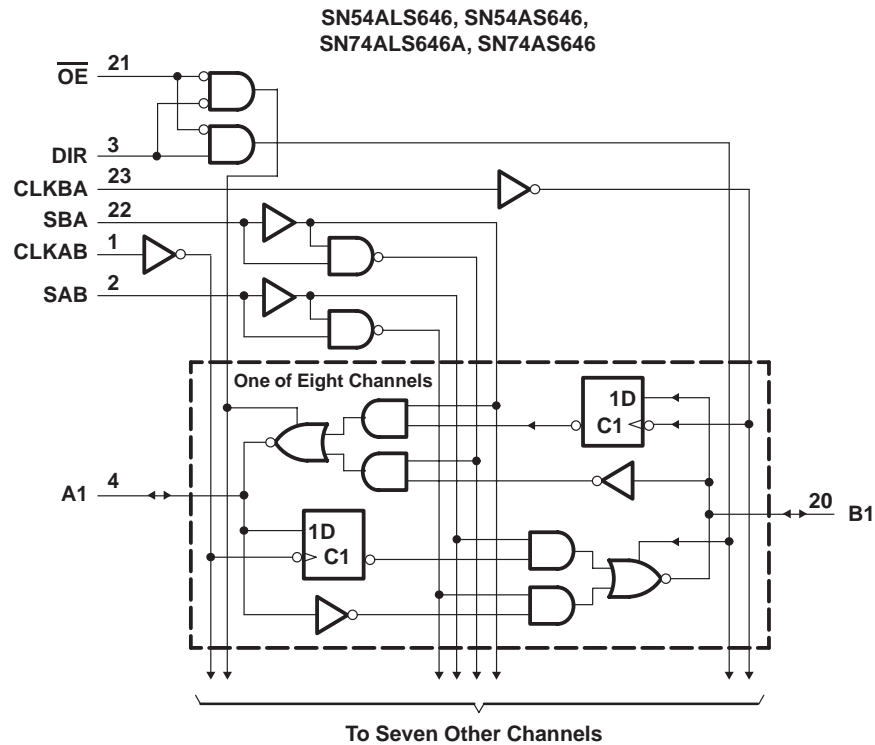 SN54ALS646, SN54AS646,
SN74ALS646A, SN74AS646
OE 21
DIR 3
CLKBA 23
SBA 22
CLKAB 1
SAB 2
One of Eight Channels
1D
C1
A1 4
20 B1
1D
C1
To Seven Other Channels